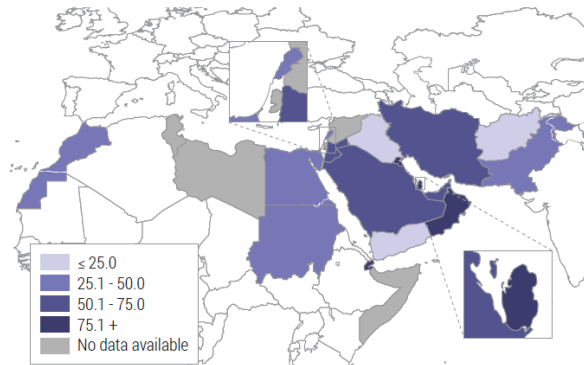 ≤ 25.0
25.1 - 50.0
50.1 - 75.0
75.1 +
No data available